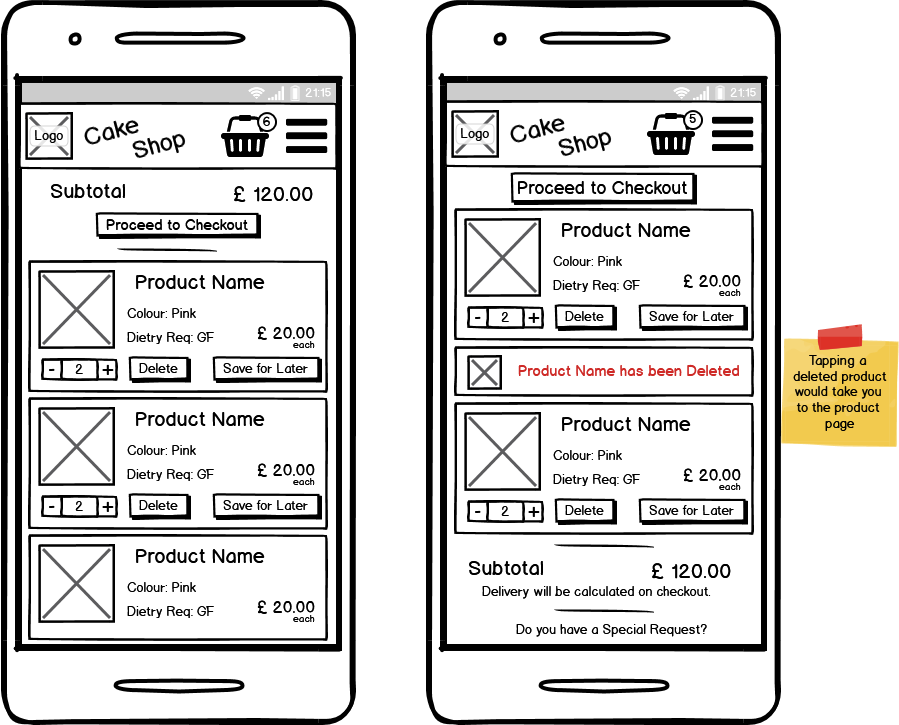 21:15
Logo
Cake
Shop
6
Subtotal
£ 120.00
Proceed to Checkout
Product Name
Colour: Pink
Dietry Req: GF
£ 20.00
each
- 2 +
Delete
Save for Later
Product Name
Colour: Pink
Dietry Req: GF
£ 20.00
each
- 2 +
Delete
Save for Later
Product Name
Colour: Pink
Dietry Req: GF
£ 20.00
each
21:15
Logo
Cake
Shop
5
Proceed to Checkout
Product Name
Colour: Pink
Dietry Req: GF
£ 20.00
each
- 2 +
Delete
Save for Later
Product Name has been Deleted
Product Name
Colour: Pink
Dietry Req: GF
£ 20.00
each
- 2 +
Delete
Save for Later
Subtotal
£ 120.00
Delivery will be calculated on checkout.
Do you have a Special Request?
Tapping a
deleted product
would take you
to the product
page